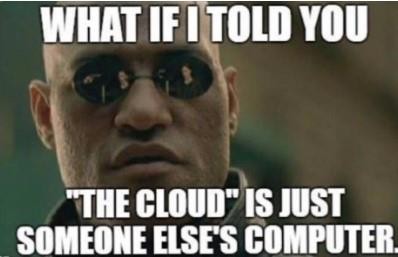 WHAT IF I TOLD YOU
"THE CLOUD" IS JUST
SOMEONE ELSE'S COMPUTER.